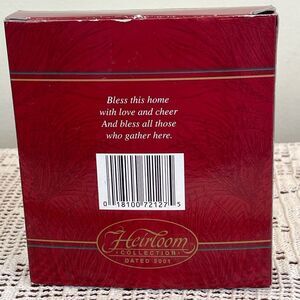 Bless this home
with love and cheer
And bless all those
who gather here.
0 18100 72127 5
Heirloom
COLLECTION
DATED 2001